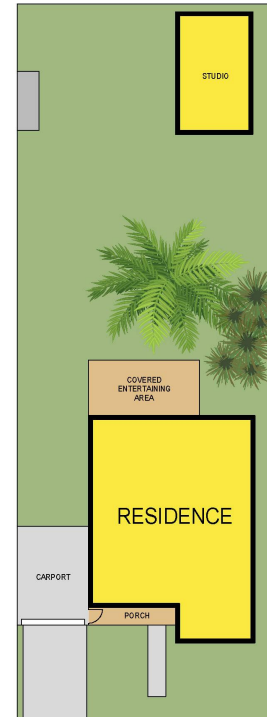 STUDIO
COVERED
ENTERTAINING
AREA
RESIDENCE
CARPORT
PORCH